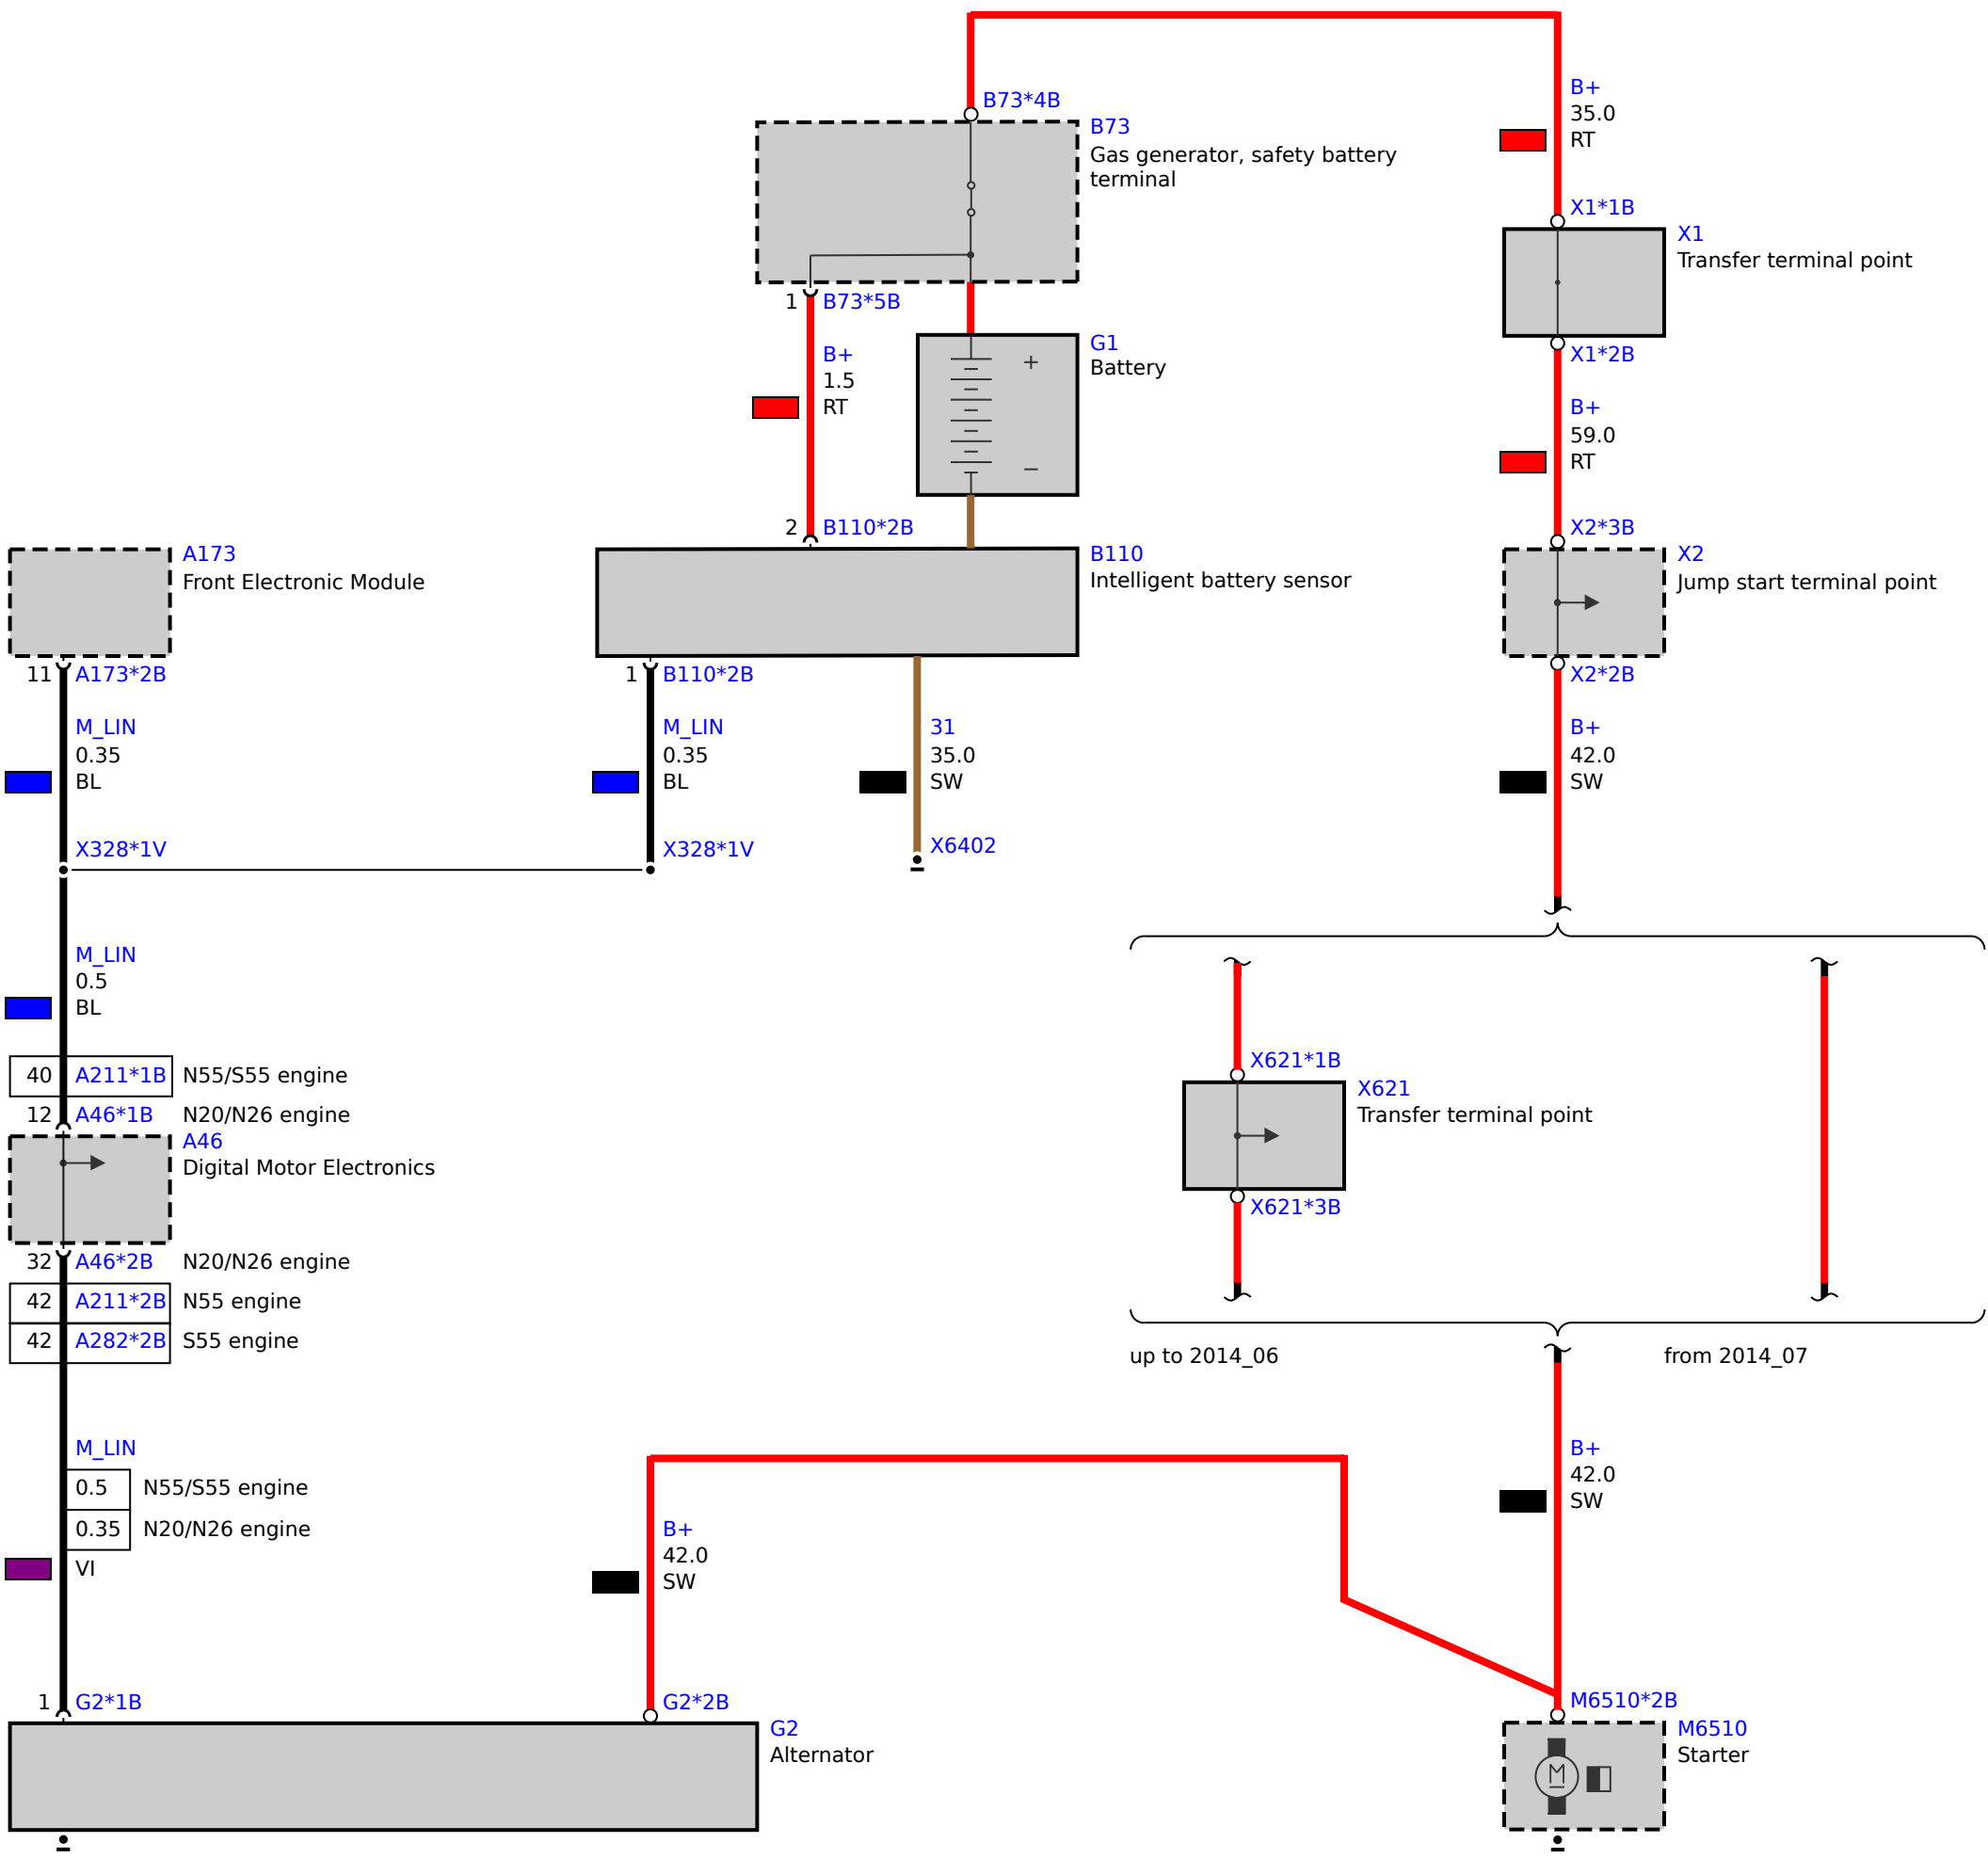 B73*4B
B73
Gas generator, safety battery
terminal
1 B73*5B
B+
1.5
RT
G1
Battery
+
−
2 B110*2B
B110
Intelligent battery sensor
B+
35.0
RT
X1*1B
X1
Transfer terminal point
X1*2B
B+
59.0
RT
X2*3B
X2
Jump start terminal point
X2*2B
B+
42.0
SW
A173
Front Electronic Module
11 A173*2B
M_LIN
0.35
BL
X328*1V
1 B110*2B
M_LIN
0.35
BL
X328*1V
31
35.0
SW
X6402
M_LIN
0.5
BL
40 A211*1B N55/S55 engine
12 A46*1B N20/N26 engine
A46
Digital Motor Electronics
32 A46*2B N20/N26 engine
42 A211*2B N55 engine
42 A282*2B S55 engine
X621*1B
X621
Transfer terminal point
X621*3B
up to 2014_06
from 2014_07
M_LIN
0.5 N55/S55 engine
0.35 N20/N26 engine
VI
B+
42.0
SW
B+
42.0
SW
1 G2*1B
G2*2B
G2
Alternator
M6510*2B
M6510
Starter
M